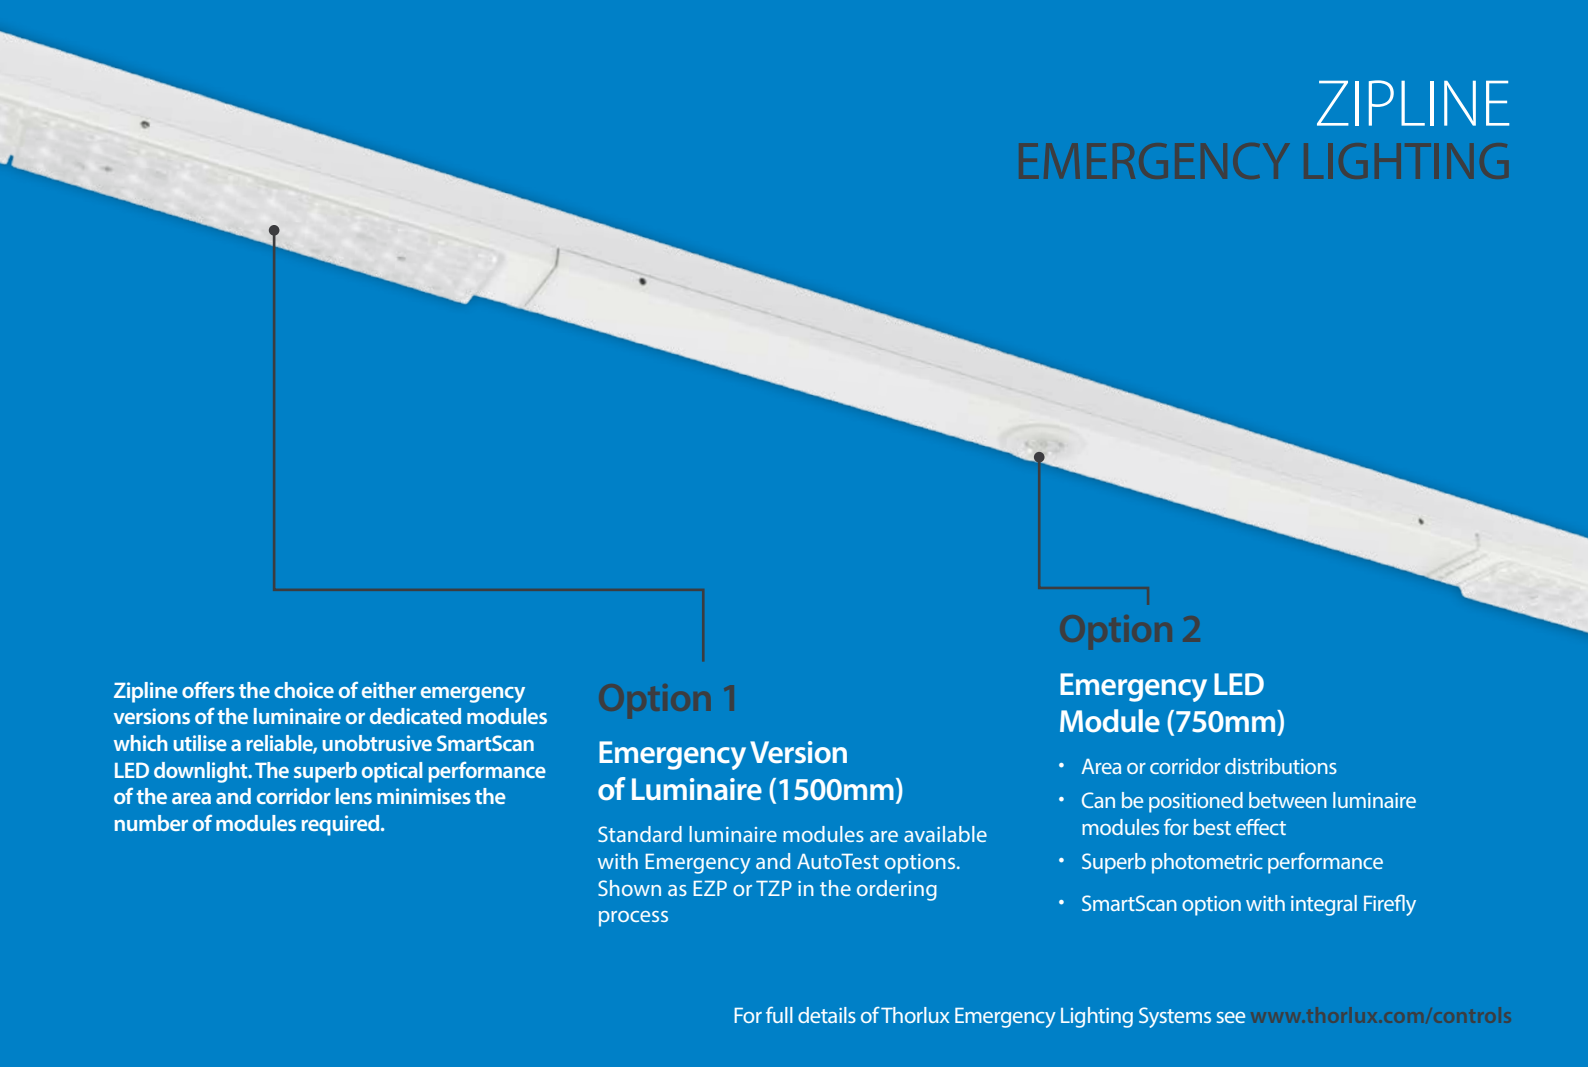 ZIPLINE
EMERGENCY LIGHTING
Zipline offers the choice of either emergency
versions of the luminaire or dedicated modules
which utilise a reliable, unobtrusive SmartScan
LED downlight. The superb optical performance
of the area and corridor lens minimises the
number of modules required.
Option 1
Emergency Version
of Luminaire (1500mm)
Standard luminaire modules are available
with Emergency and AutoTest options.
Shown as EZP or TZP in the ordering
process
Option 2
Emergency LED
Module (750mm)
• Area or corridor distributions
• Can be positioned between luminaire
modules for best effect
• Superb photometric performance
• SmartScan option with integral Firefly
For full details of Thorlux Emergency Lighting Systems see www.thorlux.com/controls